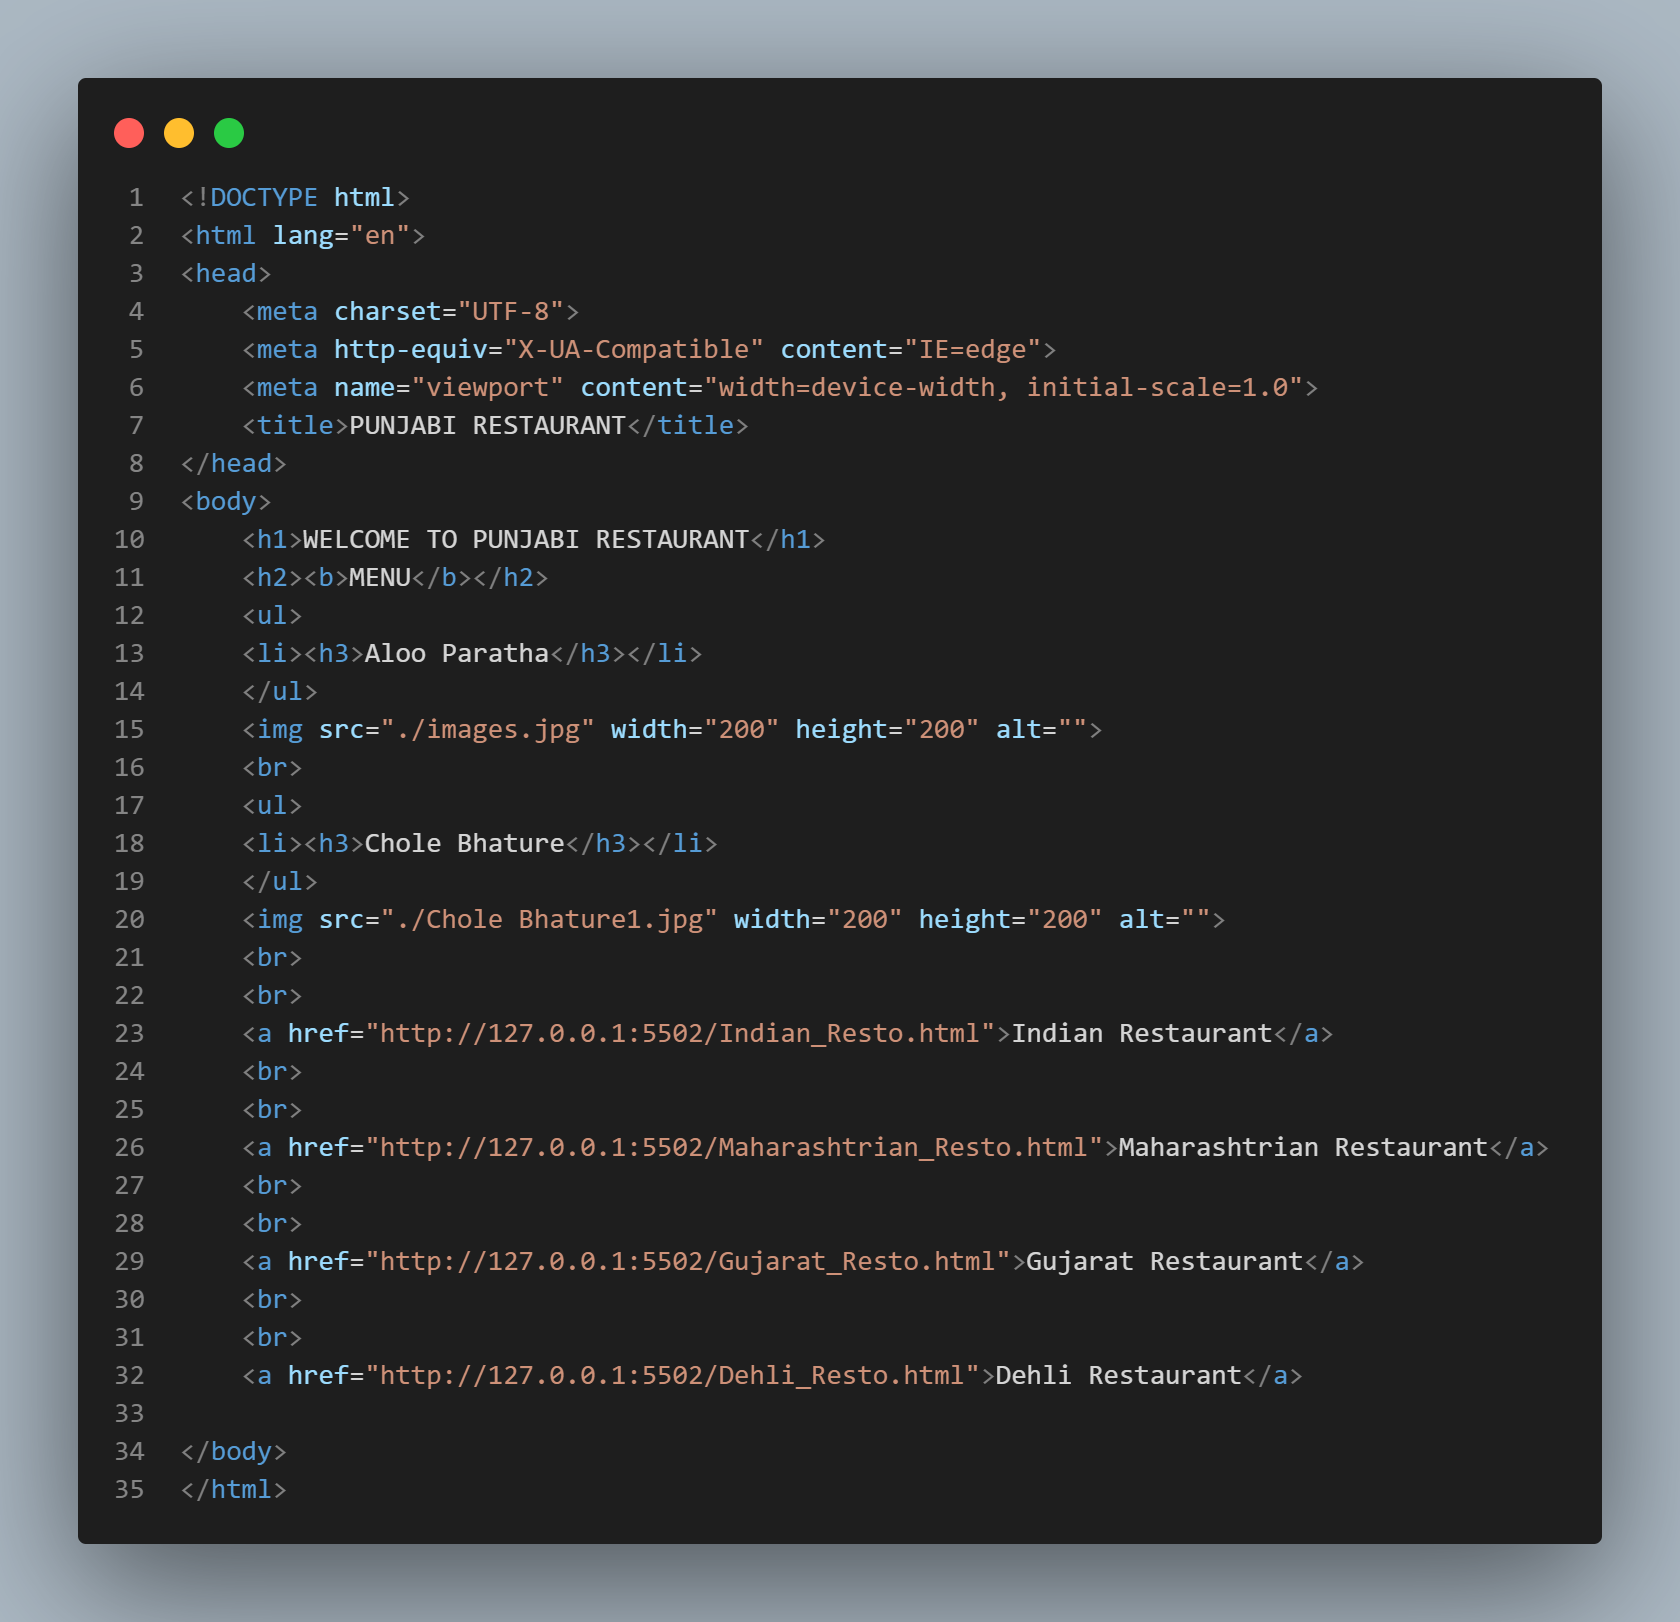 1 <!DOCTYPE html>
2 <html lang="en">
3 <head>
4     <meta charset="UTF-8">
5     <meta http-equiv="X-UA-Compatible" content="IE=edge">
6     <meta name="viewport" content="width=device-width, initial-scale=1.0">
7     <title>PUNJABI RESTAURANT</title>
8 </head>
9 <body>
10     <h1>WELCOME TO PUNJABI RESTAURANT</h1>
11     <h2><b>MENU</b></h2>
12     <ul>
13     <li><h3>Aloo Paratha</h3></li>
14     </ul>
15     <img src="./images.jpg" width="200" height="200" alt="">
16     <br>
17     <ul>
18     <li><h3>Chole Bhature</h3></li>
19     </ul>
20     <img src="./Chole Bhature1.jpg" width="200" height="200" alt="">
21     <br>
22     <br>
23     <a href="http://127.0.0.1:5502/Indian_Resto.html">Indian Restaurant</a>
24     <br>
25     <br>
26     <a href="http://127.0.0.1:5502/Maharashtrian_Resto.html">Maharashtrian Restaurant</a>
27     <br>
28     <br>
29     <a href="http://127.0.0.1:5502/Gujarat_Resto.html">Gujarat Restaurant</a>
30     <br>
31     <br>
32     <a href="http://127.0.0.1:5502/Dehli_Resto.html">Dehli Restaurant</a>
33
34 </body>
35 </html>